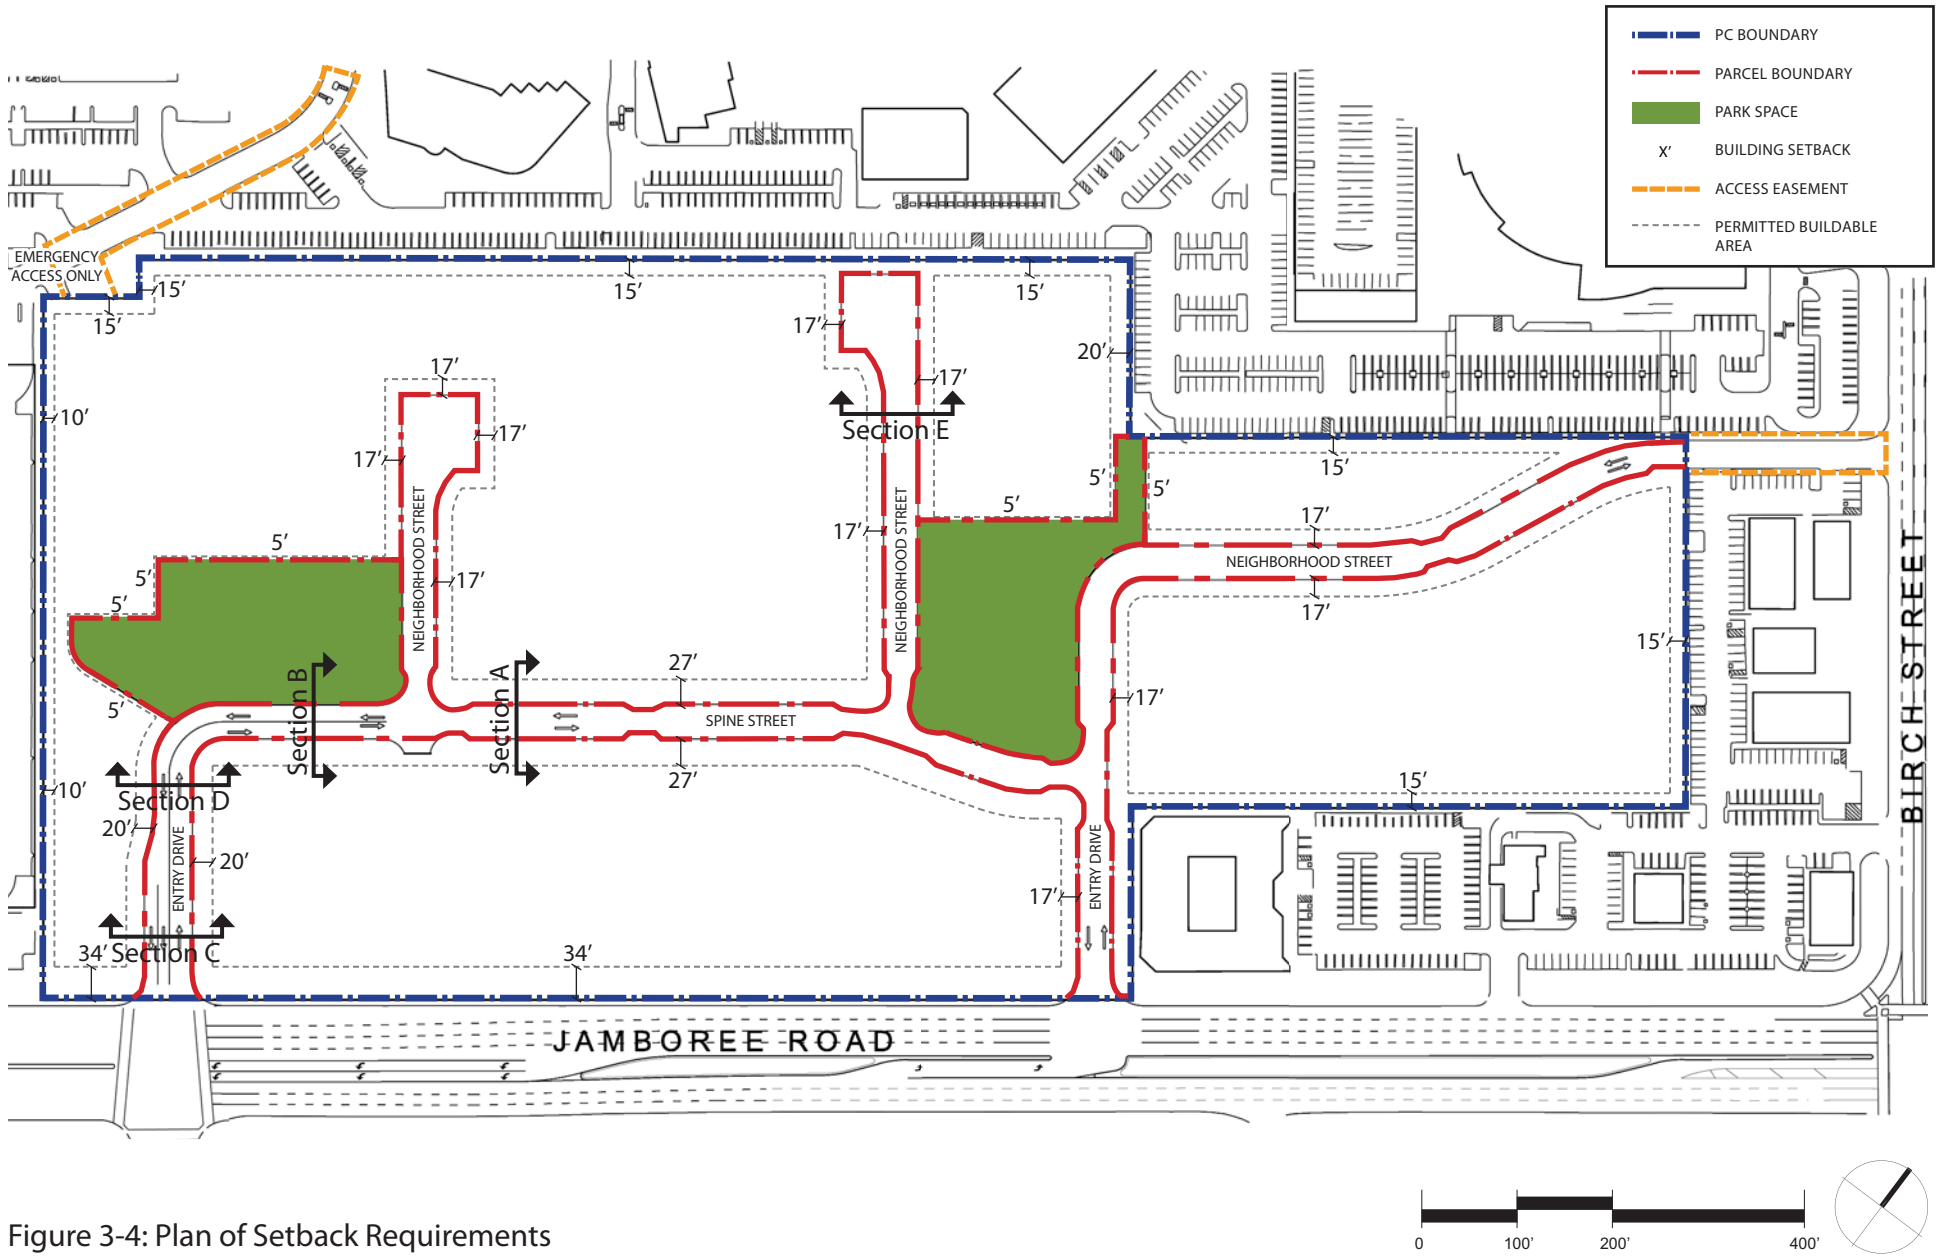 PC BOUNDARY
PARCEL BOUNDARY
PARK SPACE
X’ BUILDING SETBACK
ACCESS EASEMENT
PERMITTED BUILDABLE
AREA
EMERGENCY
ACCESS ONLY
15’
15’
15’
15’
17’
20’
17’
17’
10’
17’
17’
Section E
15’
5’
5’
5’
17’
17’
NEIGHBORHOOD STREET
17’
5’
5’
5’
5’
17’
NEIGHBORHOOD STREET
NEIGHBORHOOD STREET
17’
15’
27’
SPINE STREET
27’
17’
Section B
Section A
15’
10’
Section D
20’
20’
ENTRY DRIVE
17’
ENTRY DRIVE
34’
Section C
34’
BIRCH STREET
JAMBOREE ROAD
0 100’ 200’ 400’
Figure 3-4: Plan of Setback Requirements